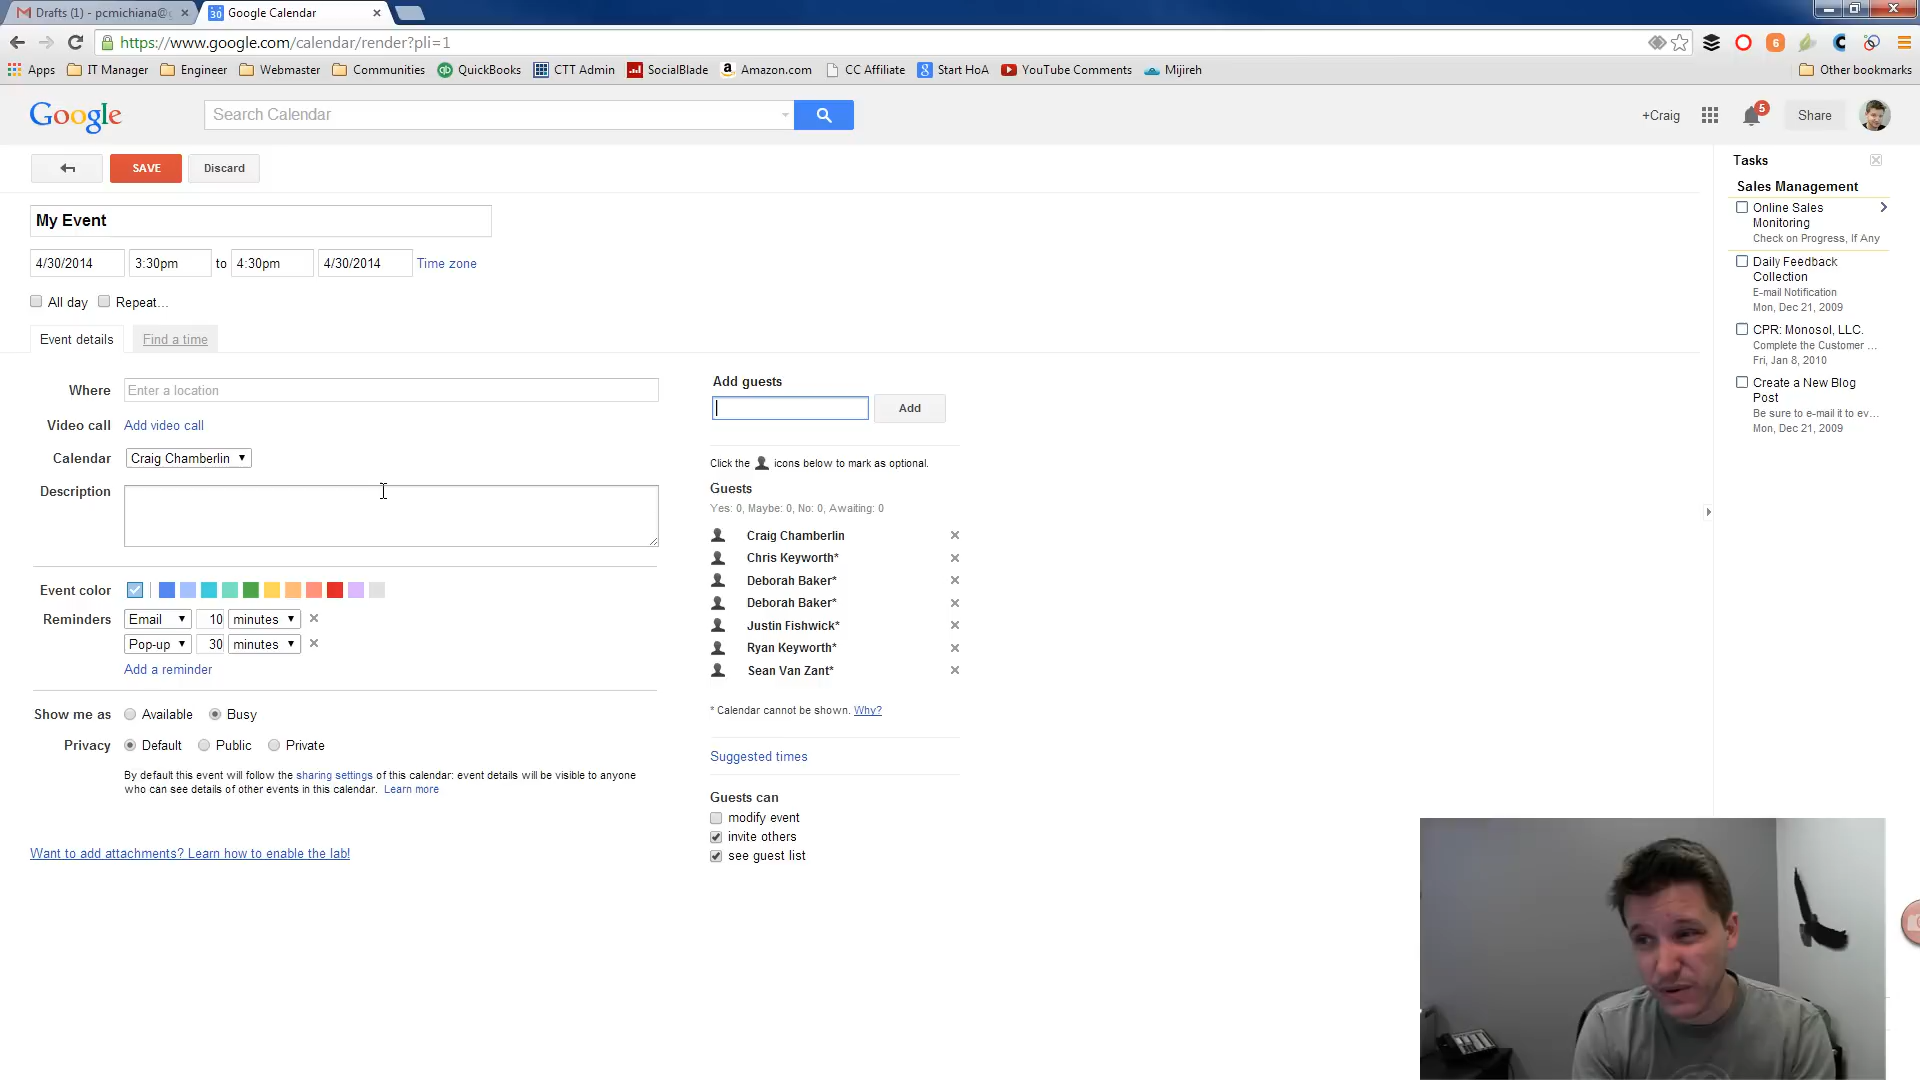 Drafts (1) - pcmichiana@
Google Calendar
https://www.google.com/calendar/render?pli=1
6
Apps IT Manager Engineer Webmaster Communities QuickBooks CTT Admin SocialBlade Amazon.com CC Affiliate Start HoA YouTube Comments Mijireh Other bookmarks
Google
Search Calendar
+Craig
5
Share
SAVE
Discard
My Event
4/30/2014 3:30pm to 4:30pm 4/30/2014 Time zone
All day Repeat...
Event details Find a time
Where Enter a location
Video call Add video call
Calendar Craig Chamberlin
Description
Event color
Reminders Email 10 minutes
Pop-up 30 minutes
Add a reminder
Show me as Available Busy
Privacy Default Public Private
By default this event will follow the sharing settings of this calendar: event details will be visible to anyone
who can see details of other events in this calendar. Learn more
Want to add attachments? Learn how to enable the lab!
Add guests
Add
Click the icons below to mark as optional.
Guests
Yes: 0, Maybe: 0, No: 0, Awaiting: 0
Craig Chamberlin
Chris Keyworth*
Deborah Baker*
Deborah Baker*
Justin Fishwick*
Ryan Keyworth*
Sean Van Zant*
* Calendar cannot be shown. Why?
Suggested times
Guests can
modify event
invite others
see guest list
Tasks
Sales Management
Online Sales
Monitoring
Check on Progress, If Any
Daily Feedback
Collection
E-mail Notification
Mon, Dec 21, 2009
CPR: Monosol, LLC.
Complete the Customer ...
Fri, Jan 8, 2010
Create a New Blog
Post
Be sure to e-mail it to ev...
Mon, Dec 21, 2009